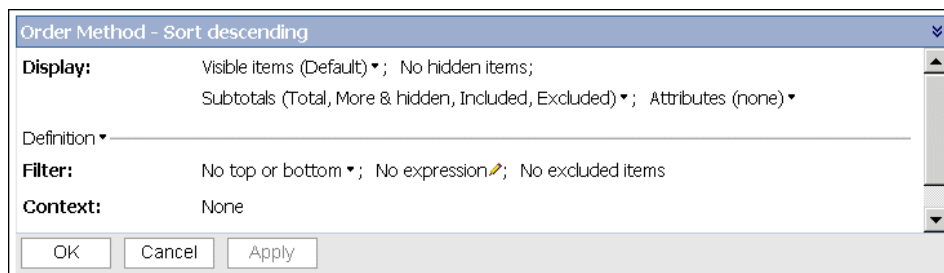 Order Method - Sort descending
Display: Visible items (Default) ; No hidden items;
Subtotals (Total, More & hidden, Included, Excluded) ; Attributes (none)
Definition
Filter: No top or bottom ; No expression ; No excluded items
Context: None
OK Cancel Apply